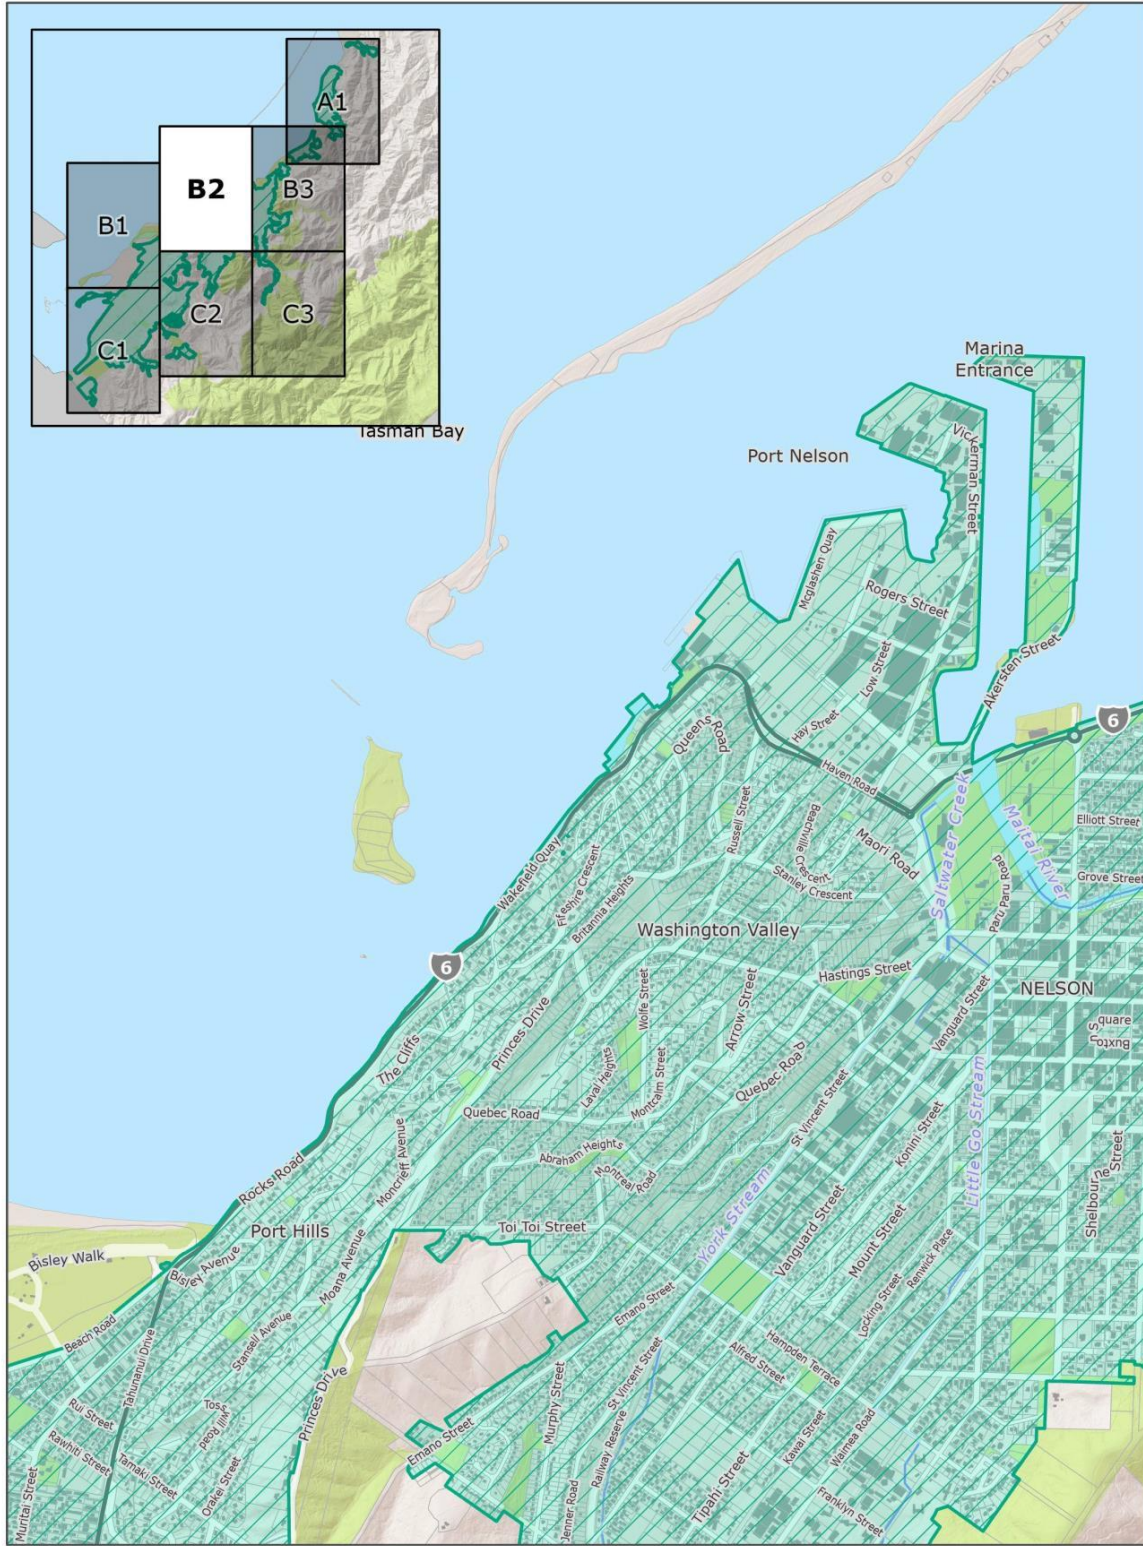 A1
B1
B2
B3
C1
C2
C3
Tasman Bay
Marina
Entrance
Port Nelson
Vickerman Street
Mcglashen Quay
Rogers Street
Low Street
Akersten Street
Hay Street
6
Queens
Road
Haven Road
Saltwater Creek
Maitai River
Elliott Street
Russell Street
Beachville
Crescent
Maori Road
Wakefield Quay
Fifeshire Crescent
Britannia Heights
Stanley Crescent
Grove Street
Paru Paru Road
Washington Valley
6
Hastings Street
Vanguard Street
NELSON
Wolfe Street
Arrow Street
Princes Drive
The Cliffs
Laval Heights
Montcalm Street
Quebec Road
Quebec Road
St Vincent Street
Little Go Stream
Moncrieff Avenue
Abraham Heights
Montreal
Road
Konini Street
Rocks Road
Port Hills
Toi Toi Street
York Stream
Vanguard Street
Mount Street
Renwick Place
Bisley Walk
Bisley Avenue
Moana Avenue
Emano Street
Locking Street
Beach Road
Tahunanui Drive
Stansell Avenue
Princes Drive
St Vincent Street
Alfred Street
Hampden Terrace
Rui Street
Rawhiti Street
Tamaki Street
Orakei Street
Muritai Street
Emano Street
Murphy Street
Railway Reserve
Jenner Road
Tipahi Street
Kawai Street
Waimea Road
Franklyn Street